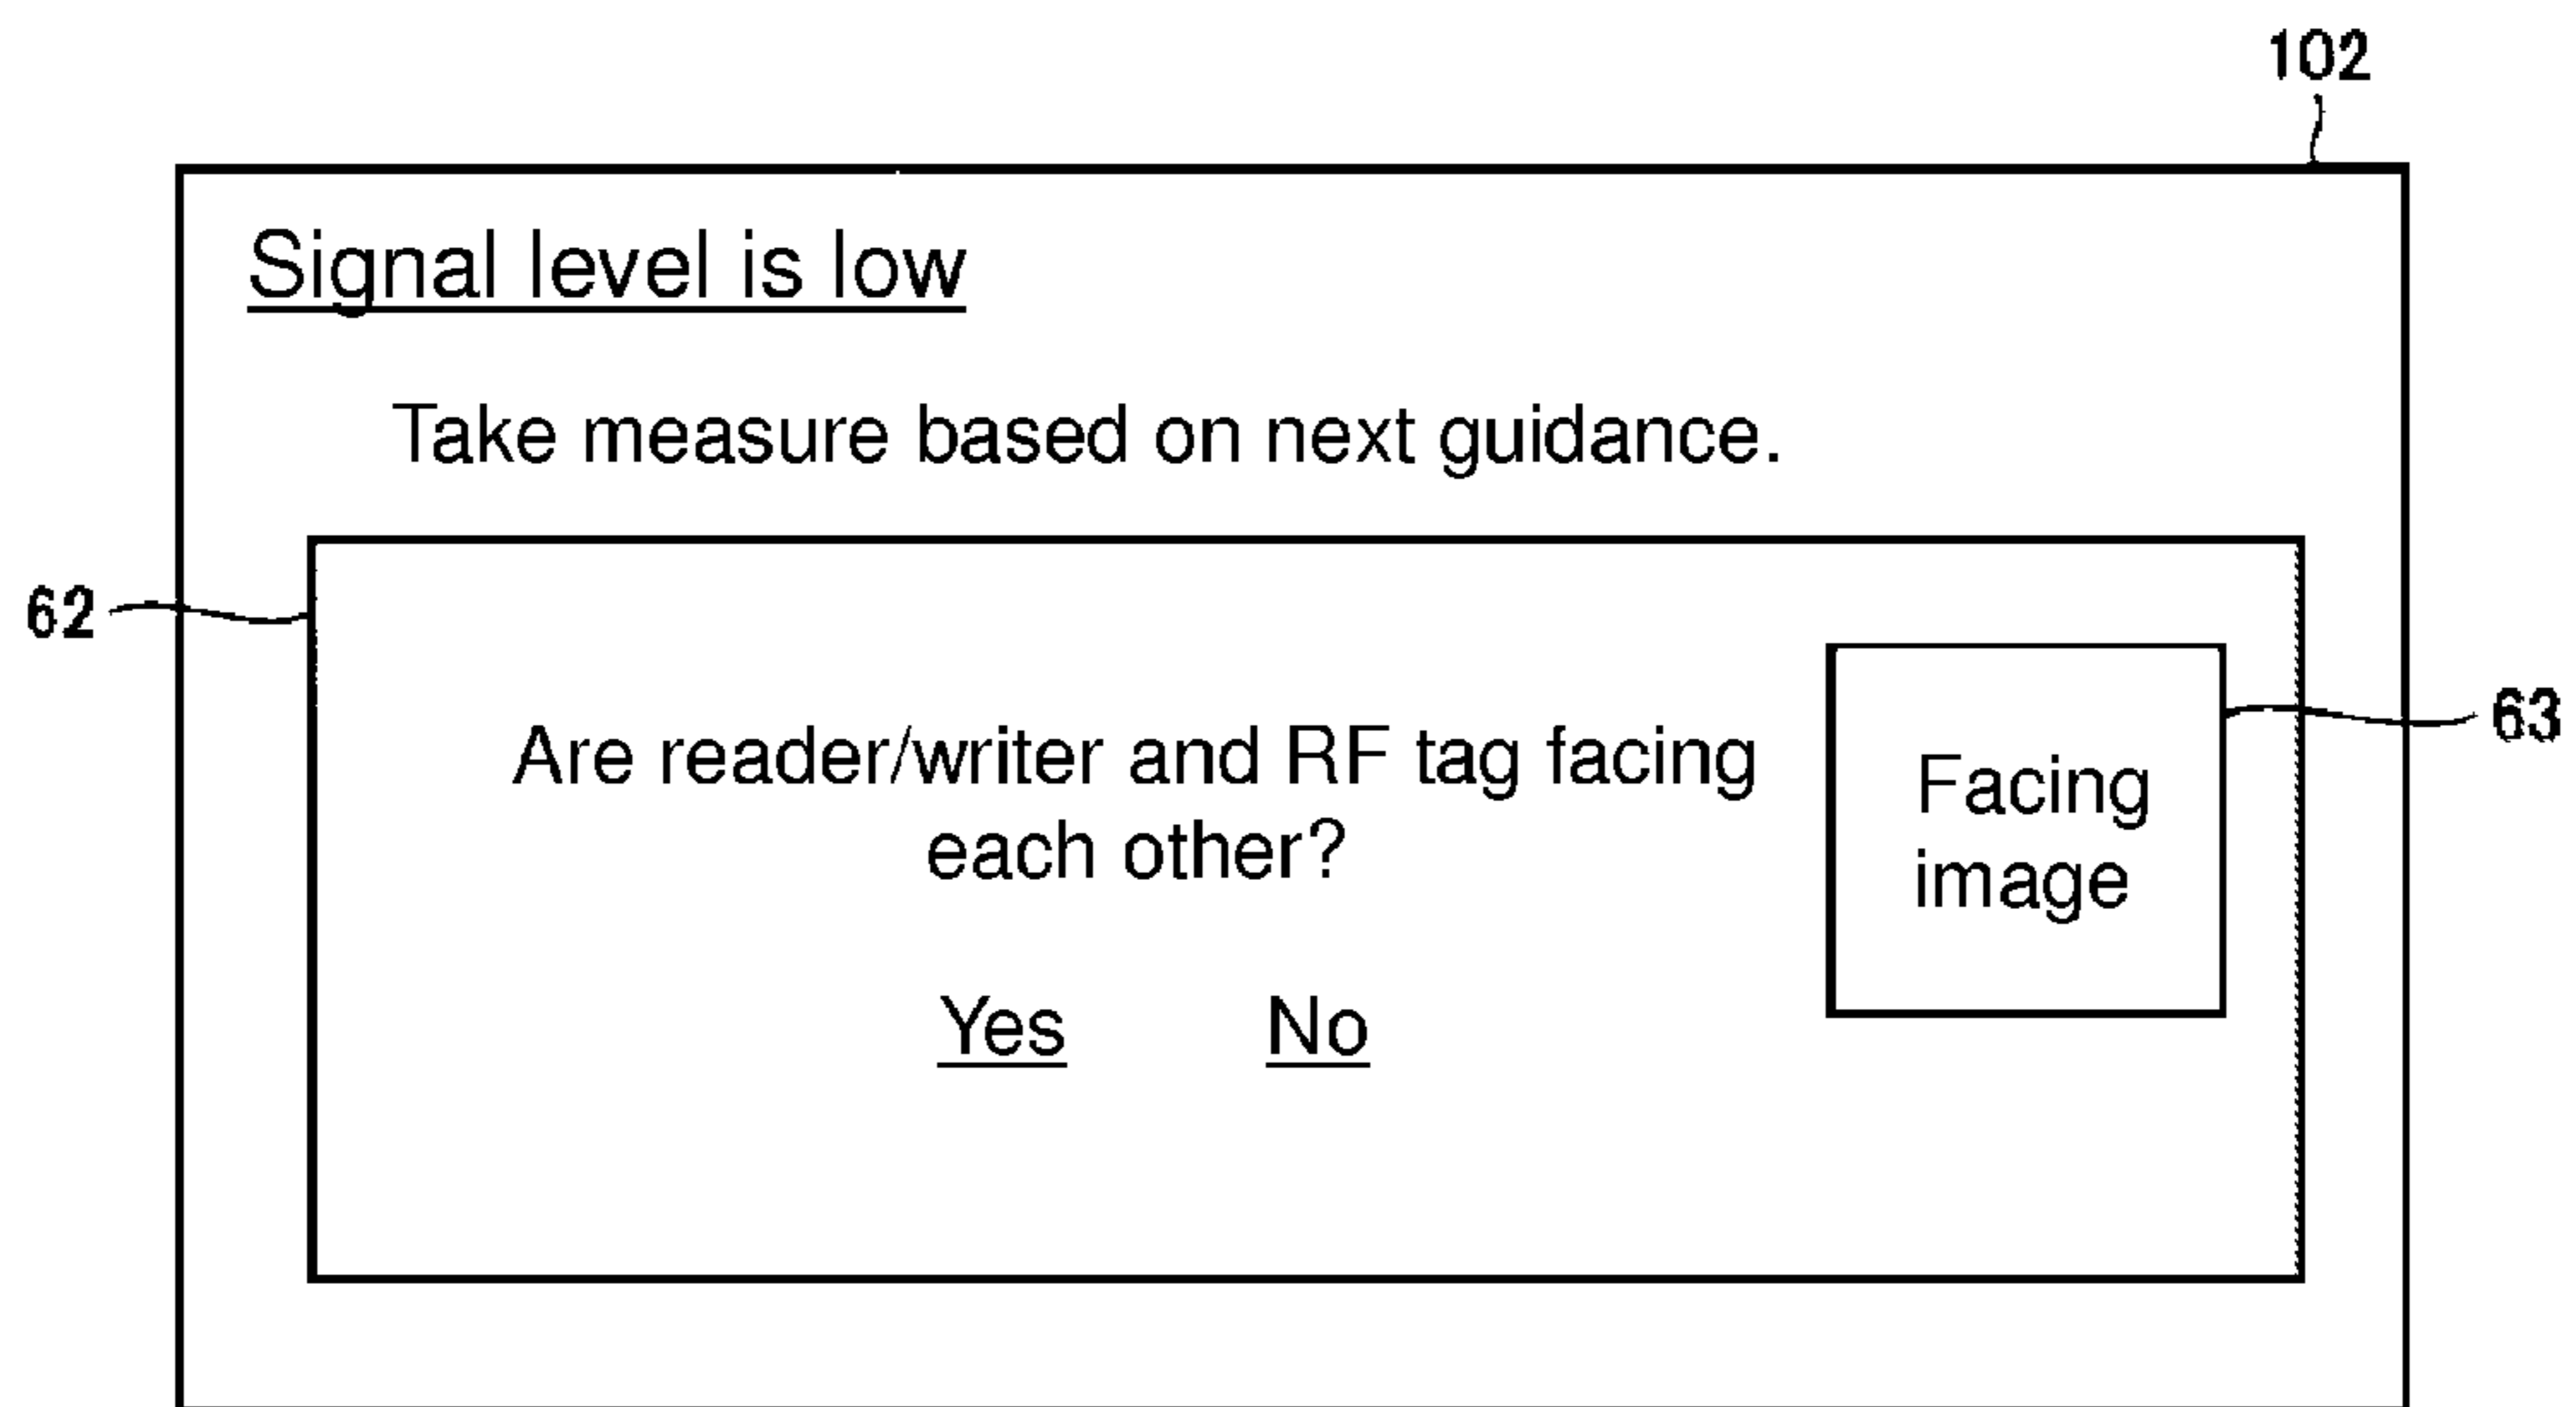 102
Signal level is low
Take measure based on next guidance.
62
63
Are reader/writer and RF tag facing
each other?
Facing
image
Yes No